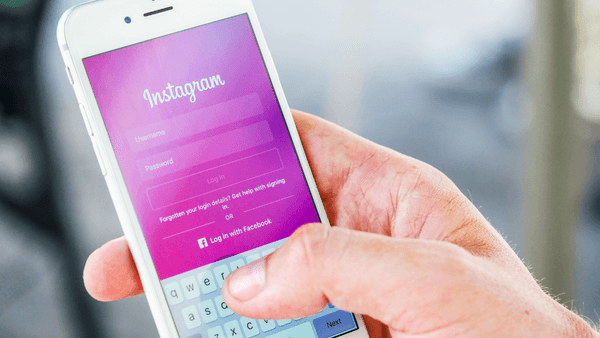 Instagram
Username
Password
Log In
Forgotten your login details? Get help with signing
in.
OR
Log in with Facebook
q w e r
a s d
z x c v
Next